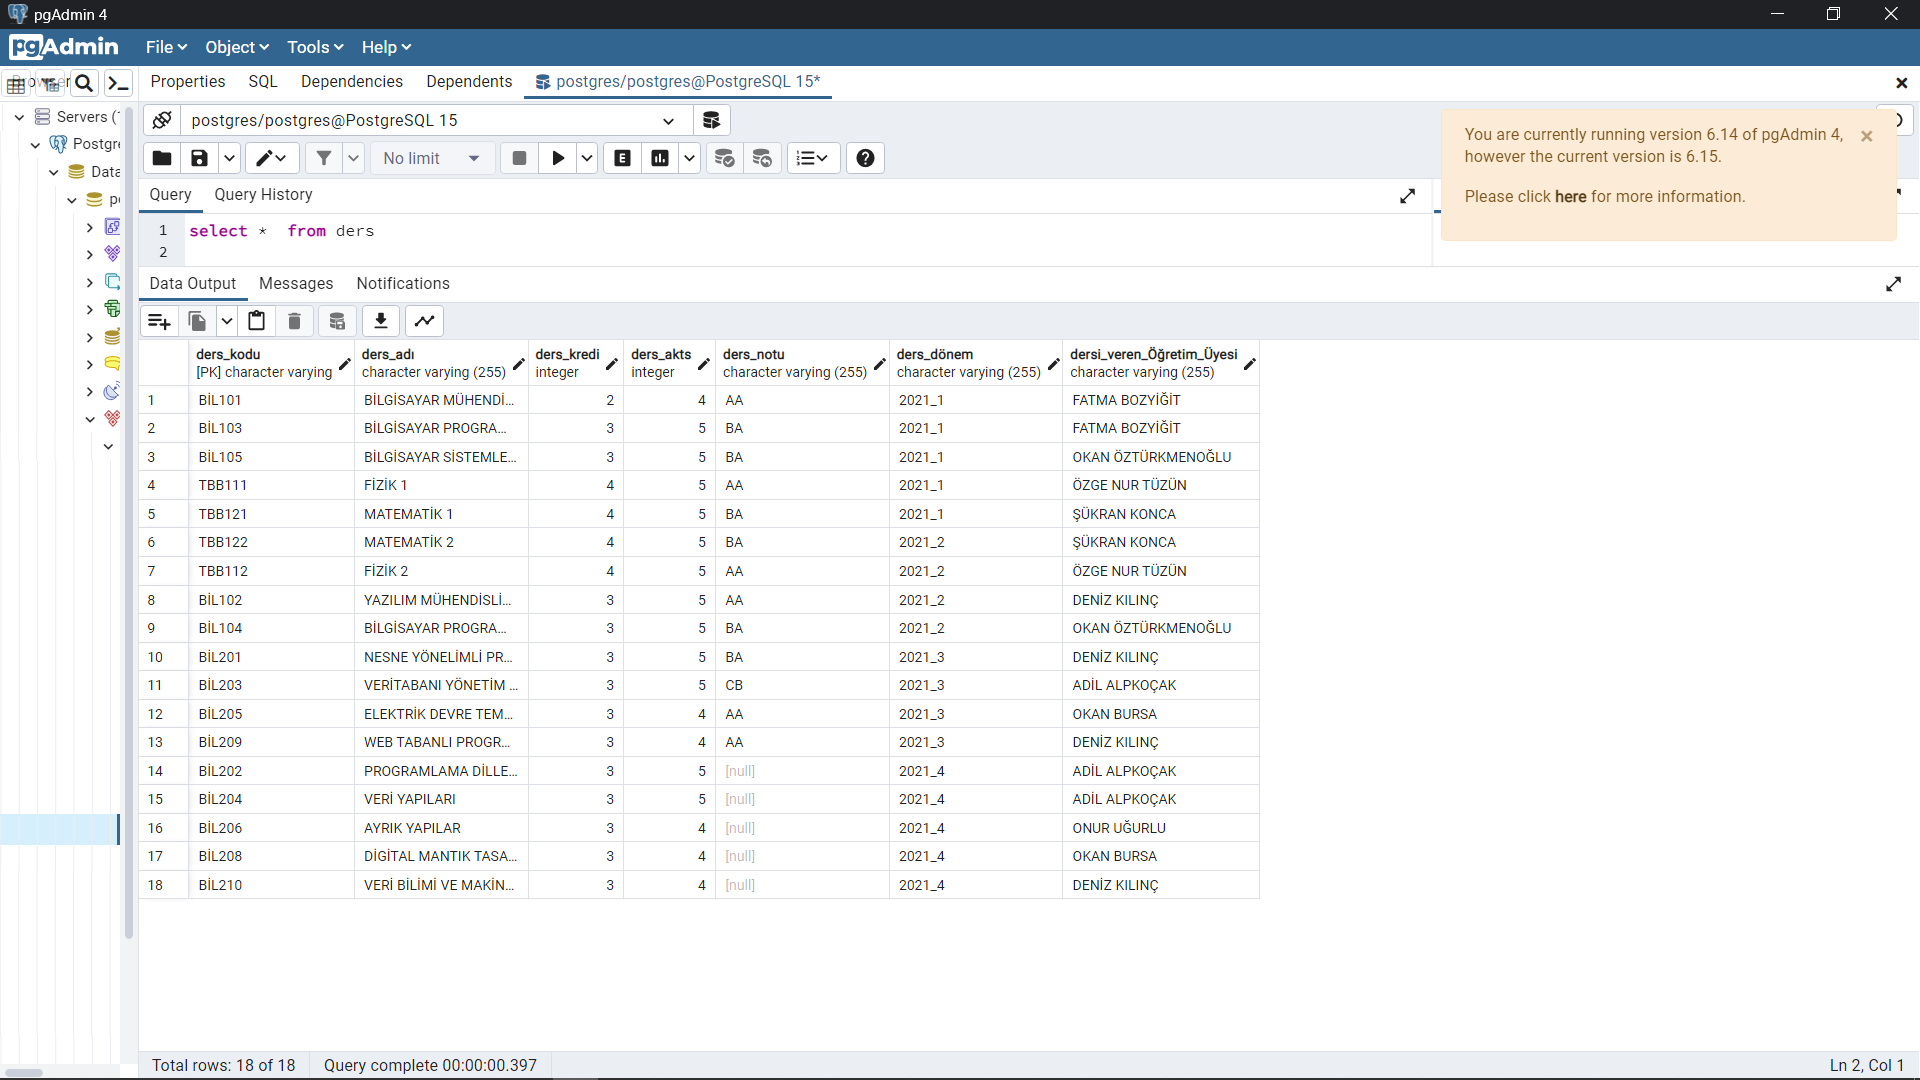 pgAdmin 4
pgAdmin File Object Tools Help
Properties SQL Dependencies Dependents postgres/postgres@PostgreSQL 15*
Servers
postgres/postgres@PostgreSQL 15
Postgre
No limit
Data
You are currently running version 6.14 of pgAdmin 4,
however the current version is 6.15.
Please click here for more information.
Query Query History
1 select * from ders
2
Data Output Messages Notifications
ders_kodu ders_adı ders_kredi ders_akts ders_notu ders_dönem dersi_veren_Öğretim_Üyesi
[PK] character varying character varying (255) integer integer character varying (255) character varying (255) character varying (255)
1 BİL101 BİLGİSAYAR MÜHENDİ... 2 4 AA 2021_1 FATMA BOZYİĞİT
2 BİL103 BİLGİSAYAR PROGRA... 3 5 BA 2021_1 FATMA BOZYİĞİT
3 BİL105 BİLGİSAYAR SİSTEMLE... 3 5 BA 2021_1 OKAN ÖZTÜRKMENOĞLU
4 TBB111 FİZİK 1 4 5 AA 2021_1 ÖZGE NUR TÜZÜN
5 TBB121 MATEMATİK 1 4 5 BA 2021_1 ŞÜKRAN KONCA
6 TBB122 MATEMATİK 2 4 5 BA 2021_2 ŞÜKRAN KONCA
7 TBB112 FİZİK 2 4 5 AA 2021_2 ÖZGE NUR TÜZÜN
8 BİL102 YAZILIM MÜHENDİSLİ... 3 5 AA 2021_2 DENİZ KILINÇ
9 BİL104 BİLGİSAYAR PROGRA... 3 5 BA 2021_2 OKAN ÖZTÜRKMENOĞLU
10 BİL201 NESNE YÖNELİMLİ PR... 3 5 BA 2021_3 DENİZ KILINÇ
11 BİL203 VERİTABANI YÖNETİM ... 3 5 CB 2021_3 ADİL ALPKOÇAK
12 BİL205 ELEKTRİK DEVRE TEM... 3 4 AA 2021_3 OKAN BURSA
13 BİL209 WEB TABANLI PROGR... 3 4 AA 2021_3 DENİZ KILINÇ
14 BİL202 PROGRAMLAMA DİLLE... 3 5 [null] 2021_4 ADİL ALPKOÇAK
15 BİL204 VERİ YAPILARI 3 5 [null] 2021_4 ADİL ALPKOÇAK
16 BİL206 AYRIK YAPILAR 3 4 [null] 2021_4 ONUR UĞURLU
17 BİL208 DİGİTAL MANTIK TASA... 3 4 [null] 2021_4 OKAN BURSA
18 BİL210 VERİ BİLİMİ VE MAKİN... 3 4 [null] 2021_4 DENİZ KILINÇ
Total rows: 18 of 18 Query complete 00:00:00.397 Ln 2, Col 1